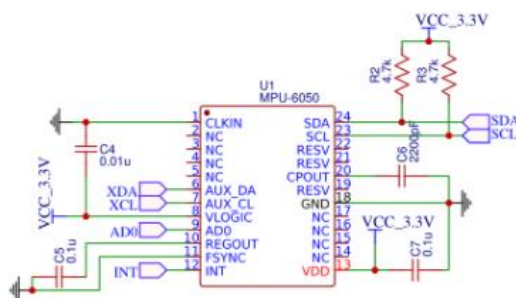 VCC_3.3V
R2
4.7k
R3
4.7k
U1
MPU-6050
1 CLKIN
2 NC
3 NC
4 NC
5 NC
6 AUX_DA
7 AUX_CL
8 VLOGIC
9 AD0
10 REGOUT
11 FSYNC
12 INT
SDA 24
SCL 23
RESV 22
RESV 21
CPOUT 20
RESV 19
GND 18
NC 17
NC 16
NC 15
NC 14
VDD 13
SDA
SCL
C6
2200pF
C4
0.01u
VCC_3.3V
XDA
XCL
AD0
INT
C5
0.1u
VCC_3.3V
C7
0.1u